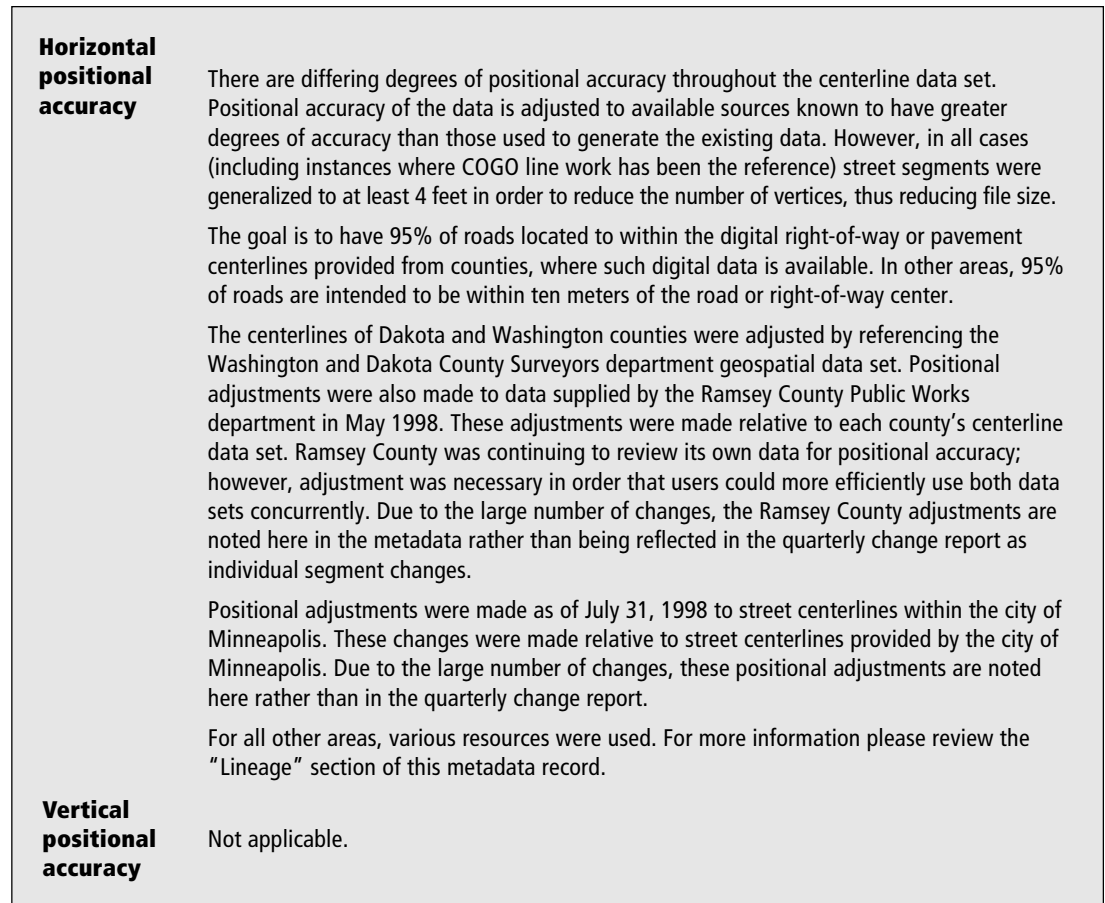 Horizontal
positional
accuracy
There are differing degrees of positional accuracy throughout the centerline data set.
Positional accuracy of the data is adjusted to available sources known to have greater
degrees of accuracy than those used to generate the existing data. However, in all cases
(including instances where COGO line work has been the reference) street segments were
generalized to at least 4 feet in order to reduce the number of vertices, thus reducing file size.
The goal is to have 95% of roads located to within the digital right-of-way or pavement
centerlines provided from counties, where such digital data is available. In other areas, 95%
of roads are intended to be within ten meters of the road or right-of-way center.
The centerlines of Dakota and Washington counties were adjusted by referencing the
Washington and Dakota County Surveyors department geospatial data set. Positional
adjustments were also made to data supplied by the Ramsey County Public Works
department in May 1998. These adjustments were made relative to each county’s centerline
data set. Ramsey County was continuing to review its own data for positional accuracy;
however, adjustment was necessary in order that users could more efficiently use both data
sets concurrently. Due to the large number of changes, the Ramsey County adjustments are
noted here in the metadata rather than being reflected in the quarterly change report as
individual segment changes.
Positional adjustments were made as of July 31, 1998 to street centerlines within the city of
Minneapolis. These changes were made relative to street centerlines provided by the city of
Minneapolis. Due to the large number of changes, these positional adjustments are noted
here rather than in the quarterly change report.
For all other areas, various resources were used. For more information please review the
“Lineage” section of this metadata record.
Vertical
positional
accuracy
Not applicable.